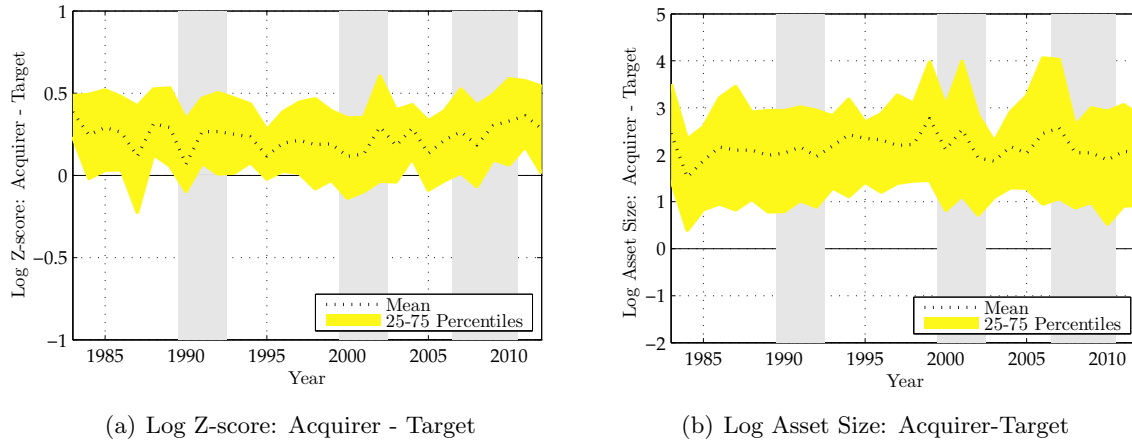 1
0.5
0
−0.5
−1
Log Z-score: Acquirer - Target
Mean
25-75 Percentiles
1985 1990 1995 2000 2005 2010
Year
(a) Log Z-score: Acquirer - Target
5
4
3
2
1
0
−1
−2
Log Asset Size: Acquirer - Target
Mean
25-75 Percentiles
1985 1990 1995 2000 2005 2010
Year
(b) Log Asset Size: Acquirer-Target